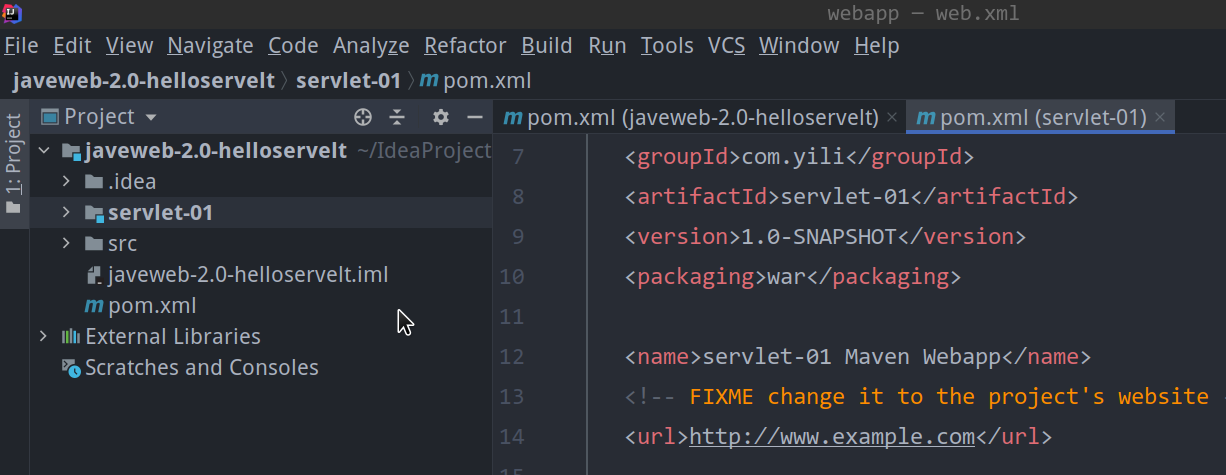 webapp – web.xml
File Edit View Navigate Code Analyze Refactor Build Run Tools VCS Window Help
javeweb-2.0-helloservelt servlet-01 m pom.xml
1: Project
Project
m pom.xml (javeweb-2.0-helloservelt) × m pom.xml (servlet-01) ×
javeweb-2.0-helloservelt ~/IdeaProject
.idea
servlet-01
src
javeweb-2.0-helloservelt.iml
m pom.xml
External Libraries
Scratches and Consoles
7 <groupId>com.yili</groupId>
8 <artifactId>servlet-01</artifactId>
9 <version>1.0-SNAPSHOT</version>
10 <packaging>war</packaging>
11
12 <name>servlet-01 Maven Webapp</name>
13 <!-- FIXME change it to the project's website
14 <url>http://www.example.com</url>
15